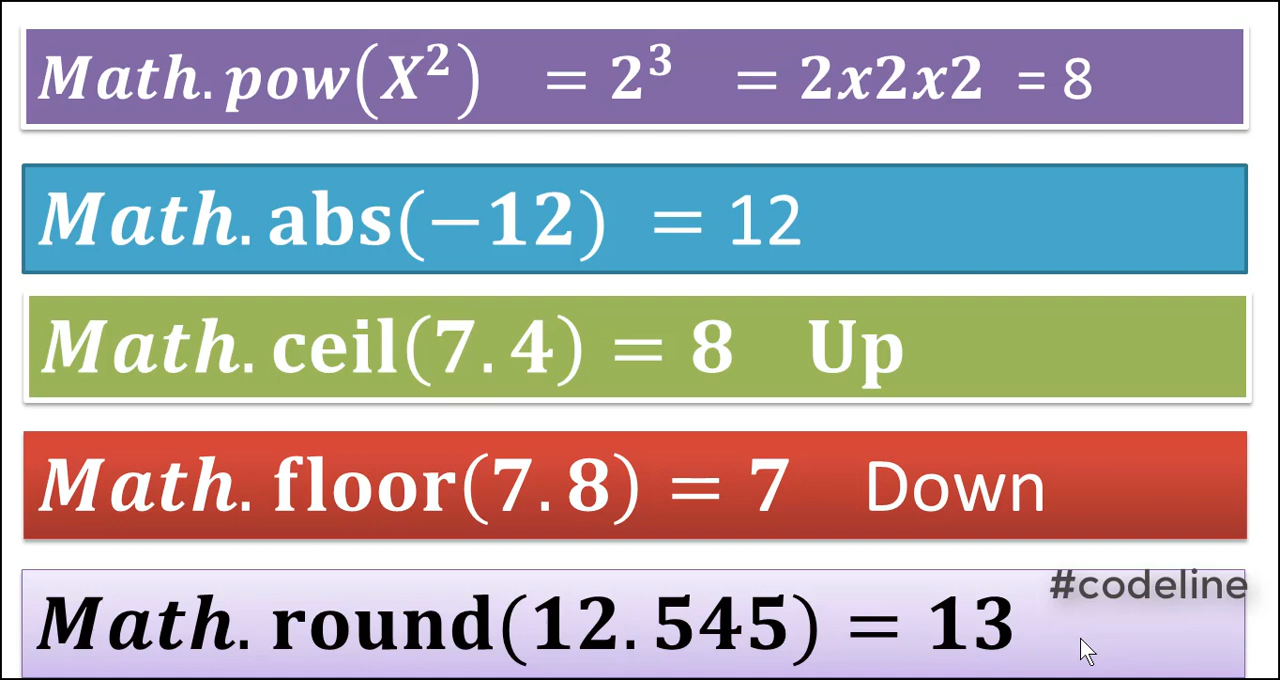 Math.pow(X²) = 2³ = 2x2x2 = 8
Math.abs(−12) = 12
Math.ceil(7.4) = 8 Up
Math.floor(7.8) = 7 Down
#codeline
Math.round(12.545) = 13